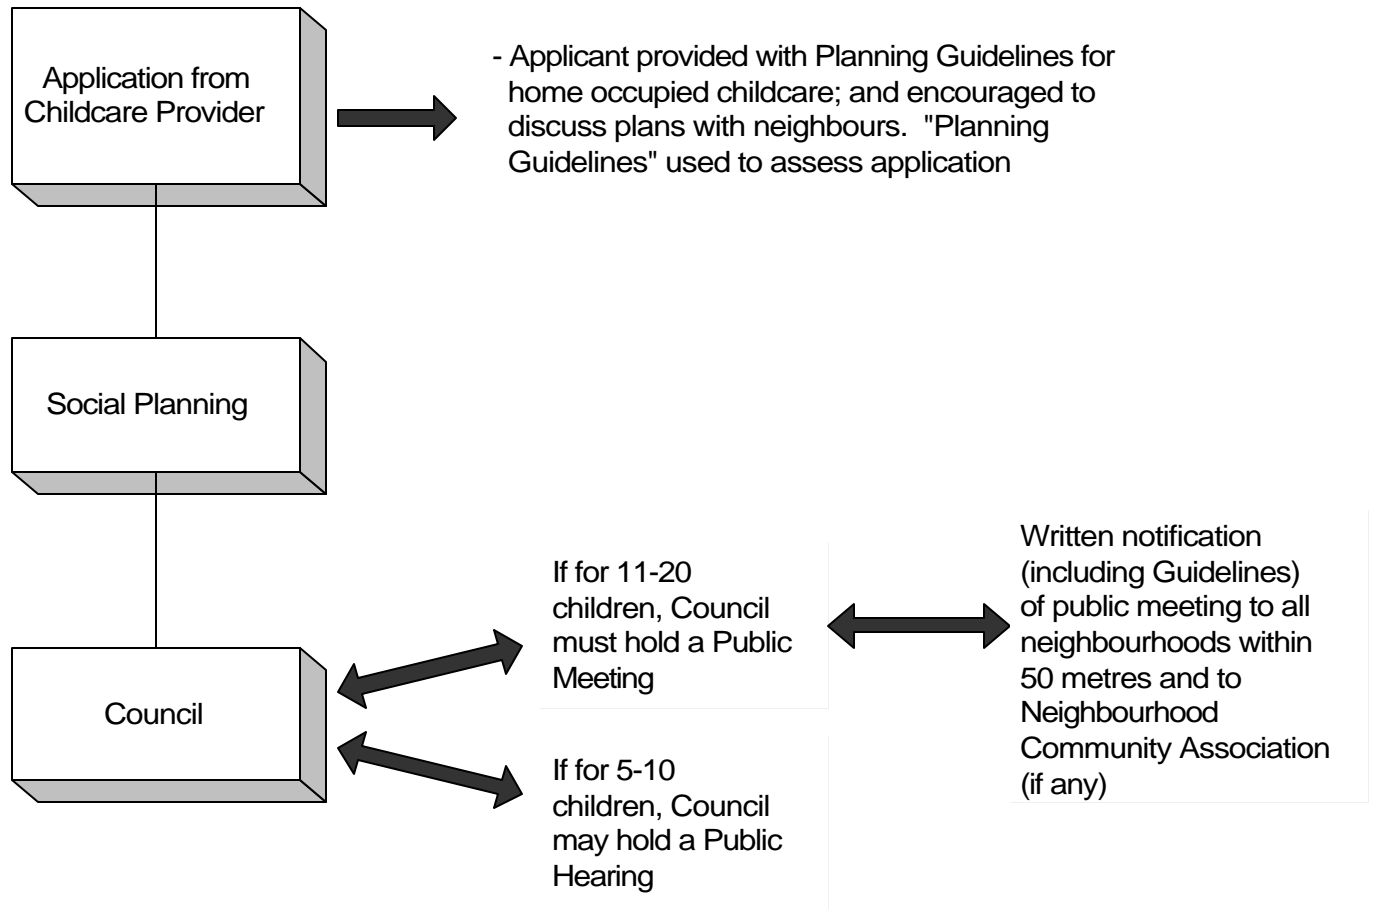 Application from
Childcare Provider
- Applicant provided with Planning Guidelines for
home occupied childcare; and encouraged to
discuss plans with neighbours. "Planning
Guidelines" used to assess application
Social Planning
Council
If for 11-20
children, Council
must hold a Public
Meeting
Written notification
(including Guidelines)
of public meeting to all
neighbourhoods within
50 metres and to
Neighbourhood
Community Association
(if any)
If for 5-10
children, Council
may hold a Public
Hearing